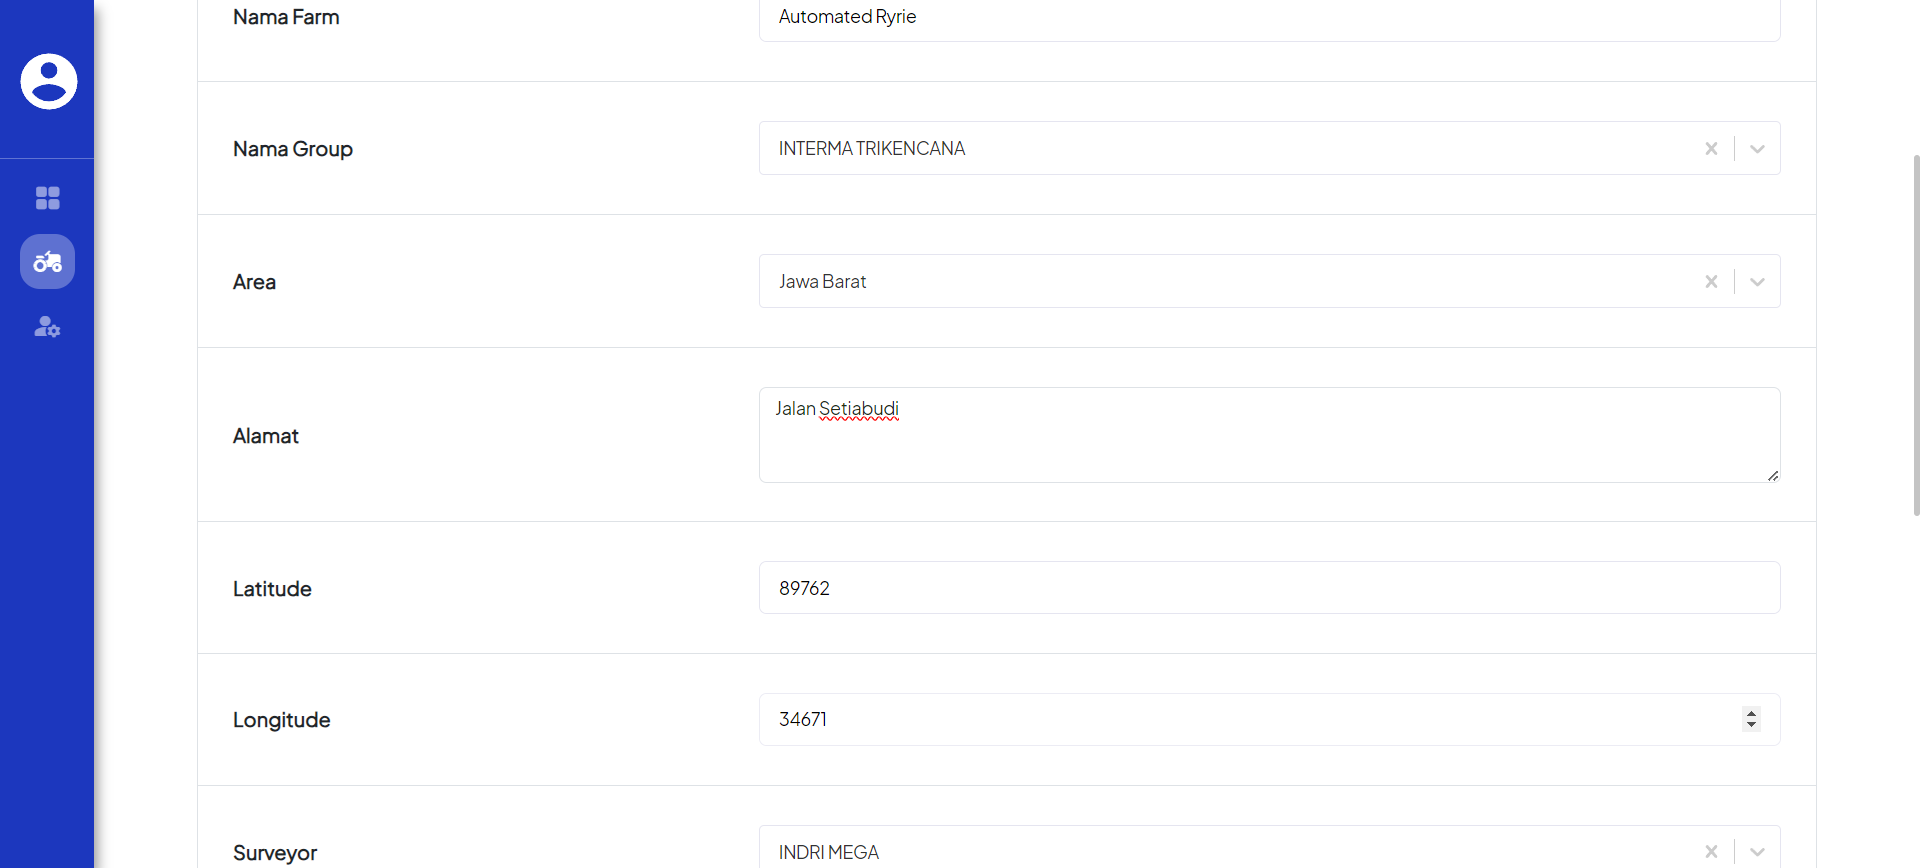 Nama Farm
Automated Ryrie
Nama Group
INTERMA TRIKENCANA
Area
Jawa Barat
Alamat
Jalan Setiabudi
Latitude
89762
Longitude
34671
Surveyor
INDRI MEGA